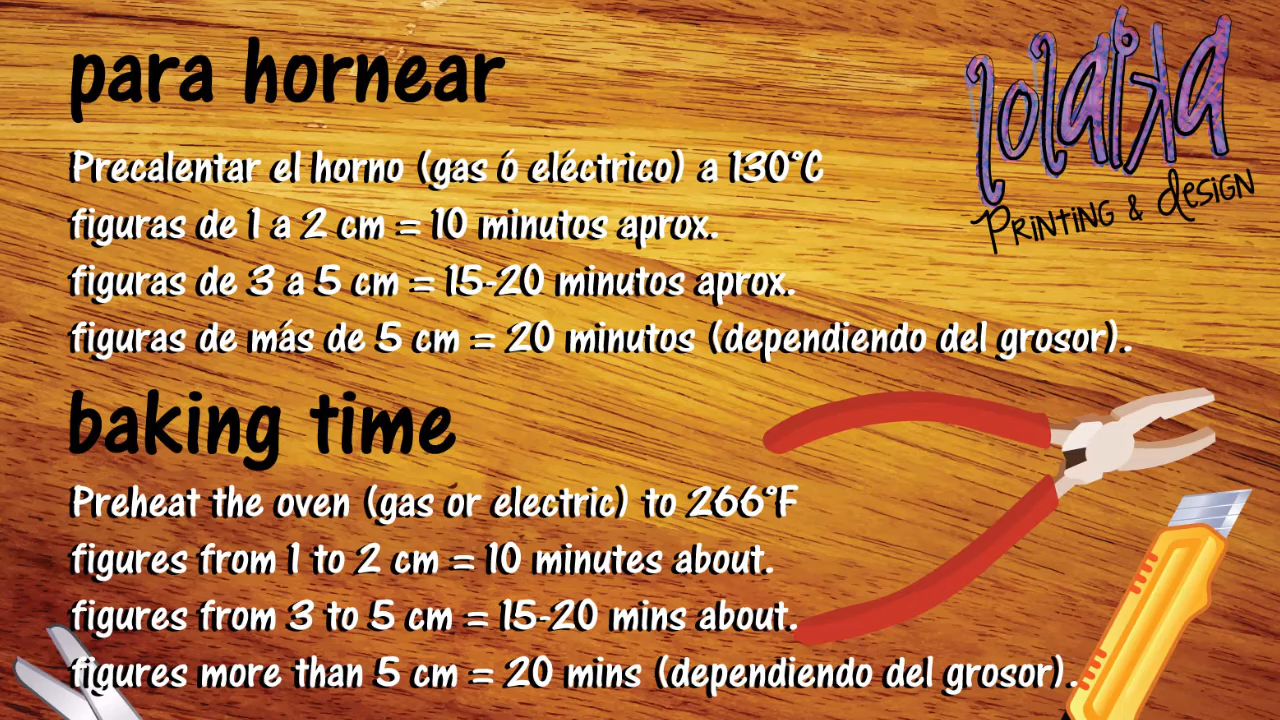 para hornear
lolaika
Printing & design
Precalentar el horno (gas ó eléctrico) a 130°C
figuras de 1 a 2 cm = 10 minutos aprox.
figuras de 3 a 5 cm = 15-20 minutos aprox.
figuras de más de 5 cm = 20 minutos (dependiendo del grosor).
baking time
Preheat the oven (gas or electric) to 266°F
figures from 1 to 2 cm = 10 minutes about.
figures from 3 to 5 cm = 15-20 mins about.
figures more than 5 cm = 20 mins (dependiendo del grosor).